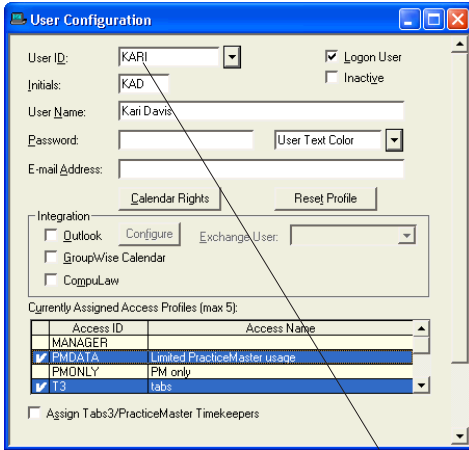 User Configuration
User ID: KARI Logon User
Initials: KAD Inactive
User Name: Kari Davis
Password: User Text Color
E-mail Address:
Calendar Rights Reset Profile
Integration
Outlook Configure Exchange User:
GroupWise Calendar
CompuLaw
Currently Assigned Access Profiles (max 5):
Access ID Access Name
MANAGER
PMDATA Limited PracticeMaster usage
PMONLY PM only
T3 tabs
Assign Tabs3/PracticeMaster Timekeepers